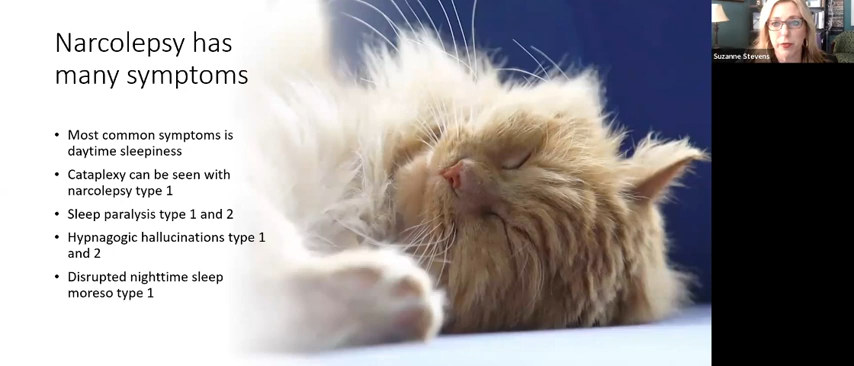 Narcolepsy has
many symptoms
• Most common symptoms is
daytime sleepiness
• Cataplexy can be seen with
narcolepsy type 1
• Sleep paralysis type 1 and 2
• Hypnagogic hallucinations type 1
and 2
• Disrupted nighttime sleep
moreso type 1
Suzanne Stevens